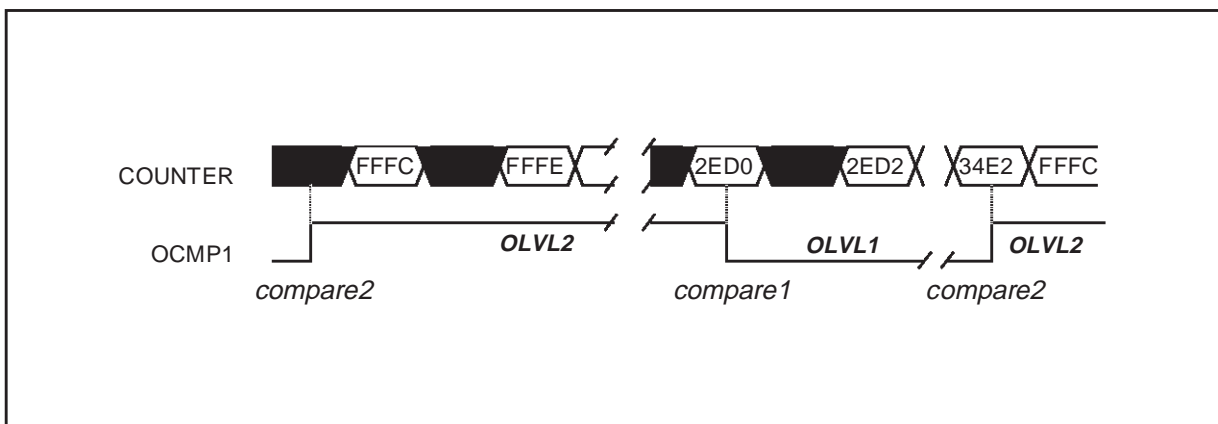 COUNTER FFFC FFFE 2ED0 2ED2 34E2 FFFC
OCMP1 OLVL2 OLVL1 OLVL2
compare2 compare1 compare2